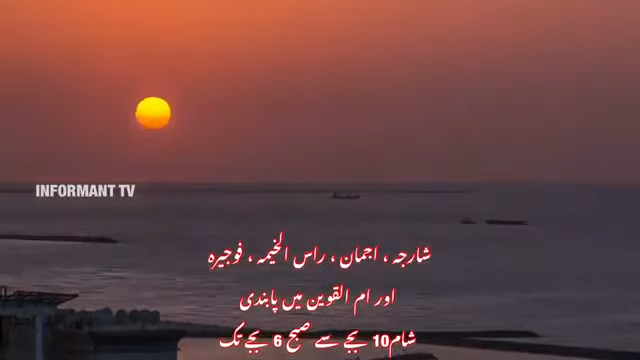 INFORMANT TV
شارجہ ، اجمان ، راس الخیمہ ، فوجیرہ
اور ام القوین میں پابندی
شام10 بجے سے صبح 6 بجے تک